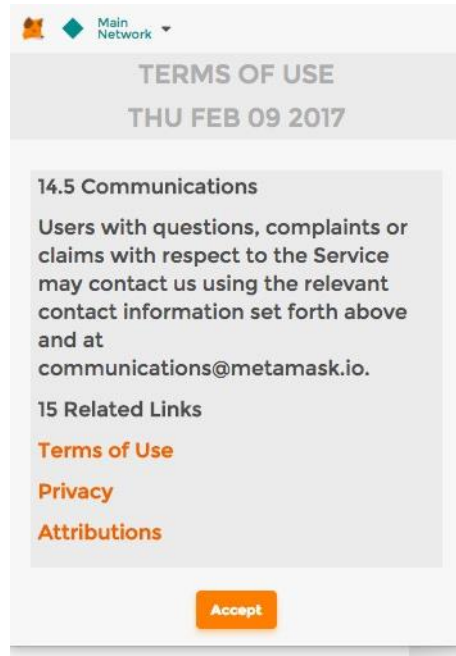 Main
Network
TERMS OF USE
THU FEB 09 2017
14.5 Communications
Users with questions, complaints or
claims with respect to the Service
may contact us using the relevant
contact information set forth above
and at
communications@metamask.io.
15 Related Links
Terms of Use
Privacy
Attributions
Accept